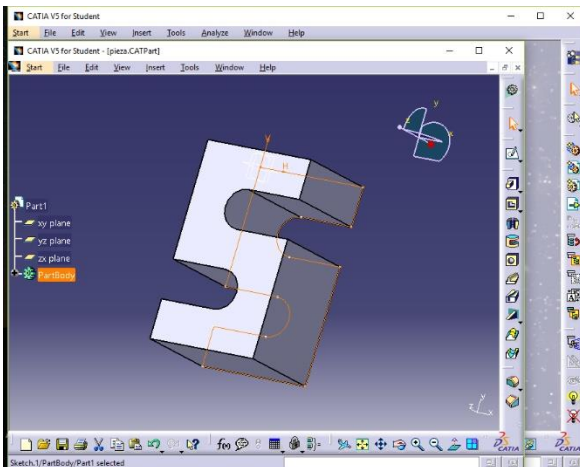 CATIA V5 for Student
Start File Edit View Insert Tools Analyze Window Help
CATIA V5 for Student - [pieza.CATPart]
Start File Edit View Insert Tools Window Help
y
x
Part1
xy plane
yz plane
zx plane
PartBody
V
H
y
z x
f(x)
CATIA
CATIA
Sketch.1/PartBody/Part1 selected